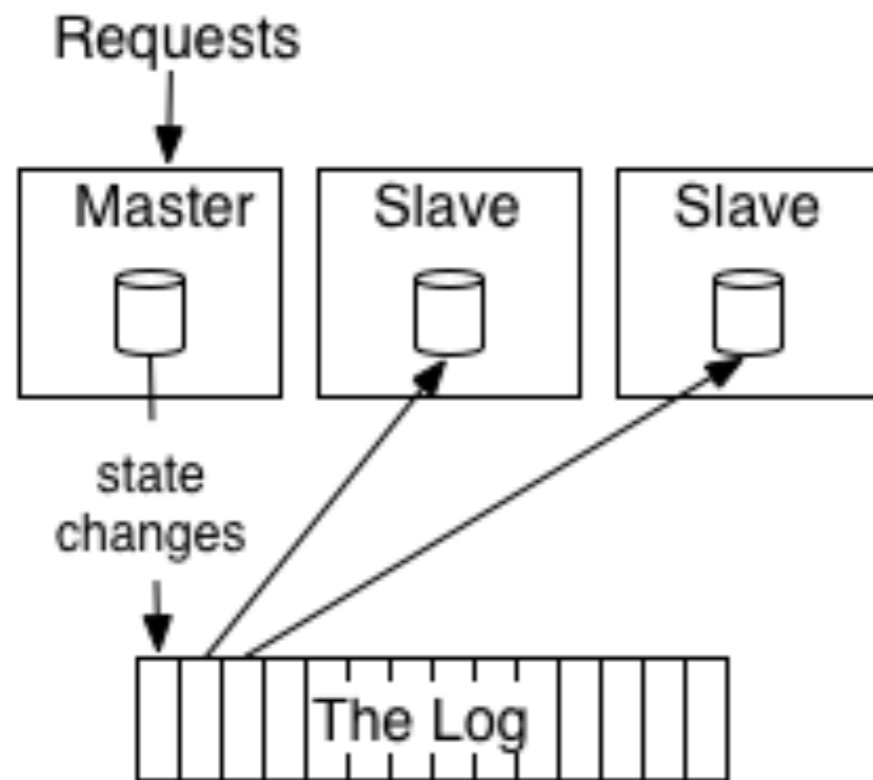 Requests
Master
Slave
Slave
state
changes
The Log